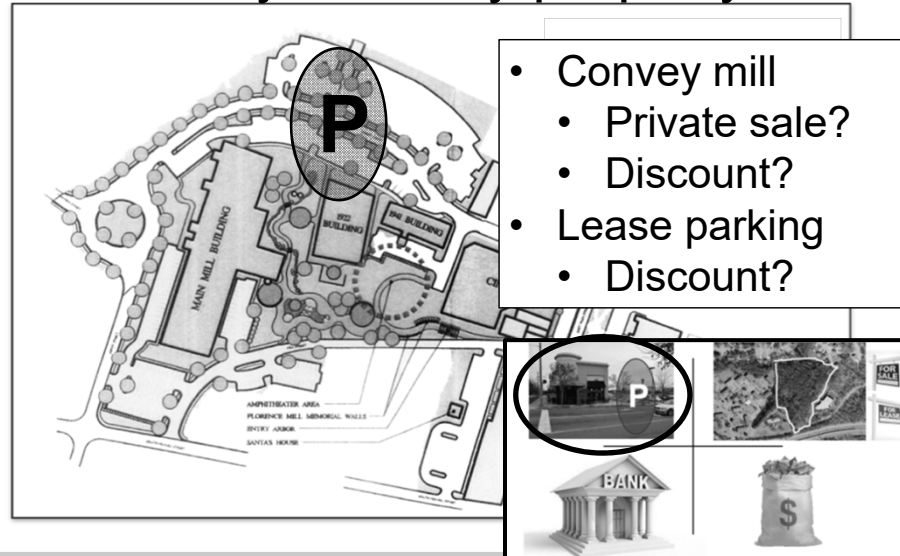 P
• Convey mill
• Private sale?
• Discount?
• Lease parking
• Discount?
MAIN MILL BUILDING
1922
BUILDING
1941 BUILDING
AMPHITHEATER AREA
FLORENCE MILL MEMORIAL WALLS
ENTRY ARBOR
SANTA'S HOUSE
P
FOR
SALE
FOR
LEASE
BANK
$